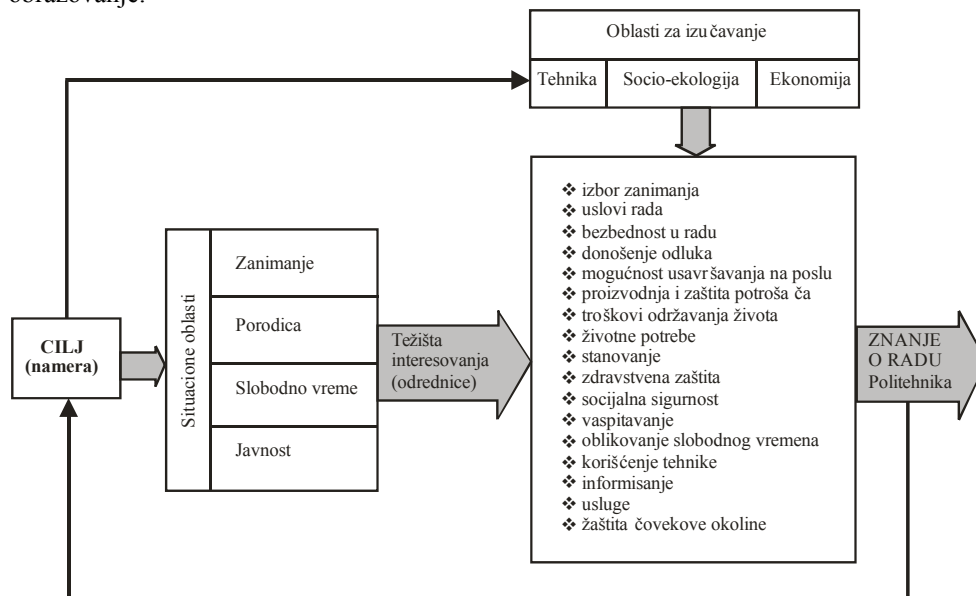 obrazovanje.
Oblasti za izučavanje
Tehnika
Socio-ekologija
Ekonomija
CILJ
(namera)
Situacione oblasti
Zanimanje
Porodica
Slobodno vreme
Javnost
Težišta
interesovanja
(odrednice)
❖ izbor zanimanja
❖ uslovi rada
❖ bezbednost u radu
❖ donošenje odluka
❖ mogućnost usavršavanja na poslu
❖ proizvodnja i zaštita potroša ča
❖ troškovi održavanja života
❖ životne potrebe
❖ stanovanje
❖ zdravstvena zaštita
❖ socijalna sigurnost
❖ vaspitavanje
❖ oblikovanje slobodnog vremena
❖ korišćenje tehnike
❖ informisanje
❖ usluge
❖ žaštita čovekove okoline
ZNANJE
O RADU
Politehnika